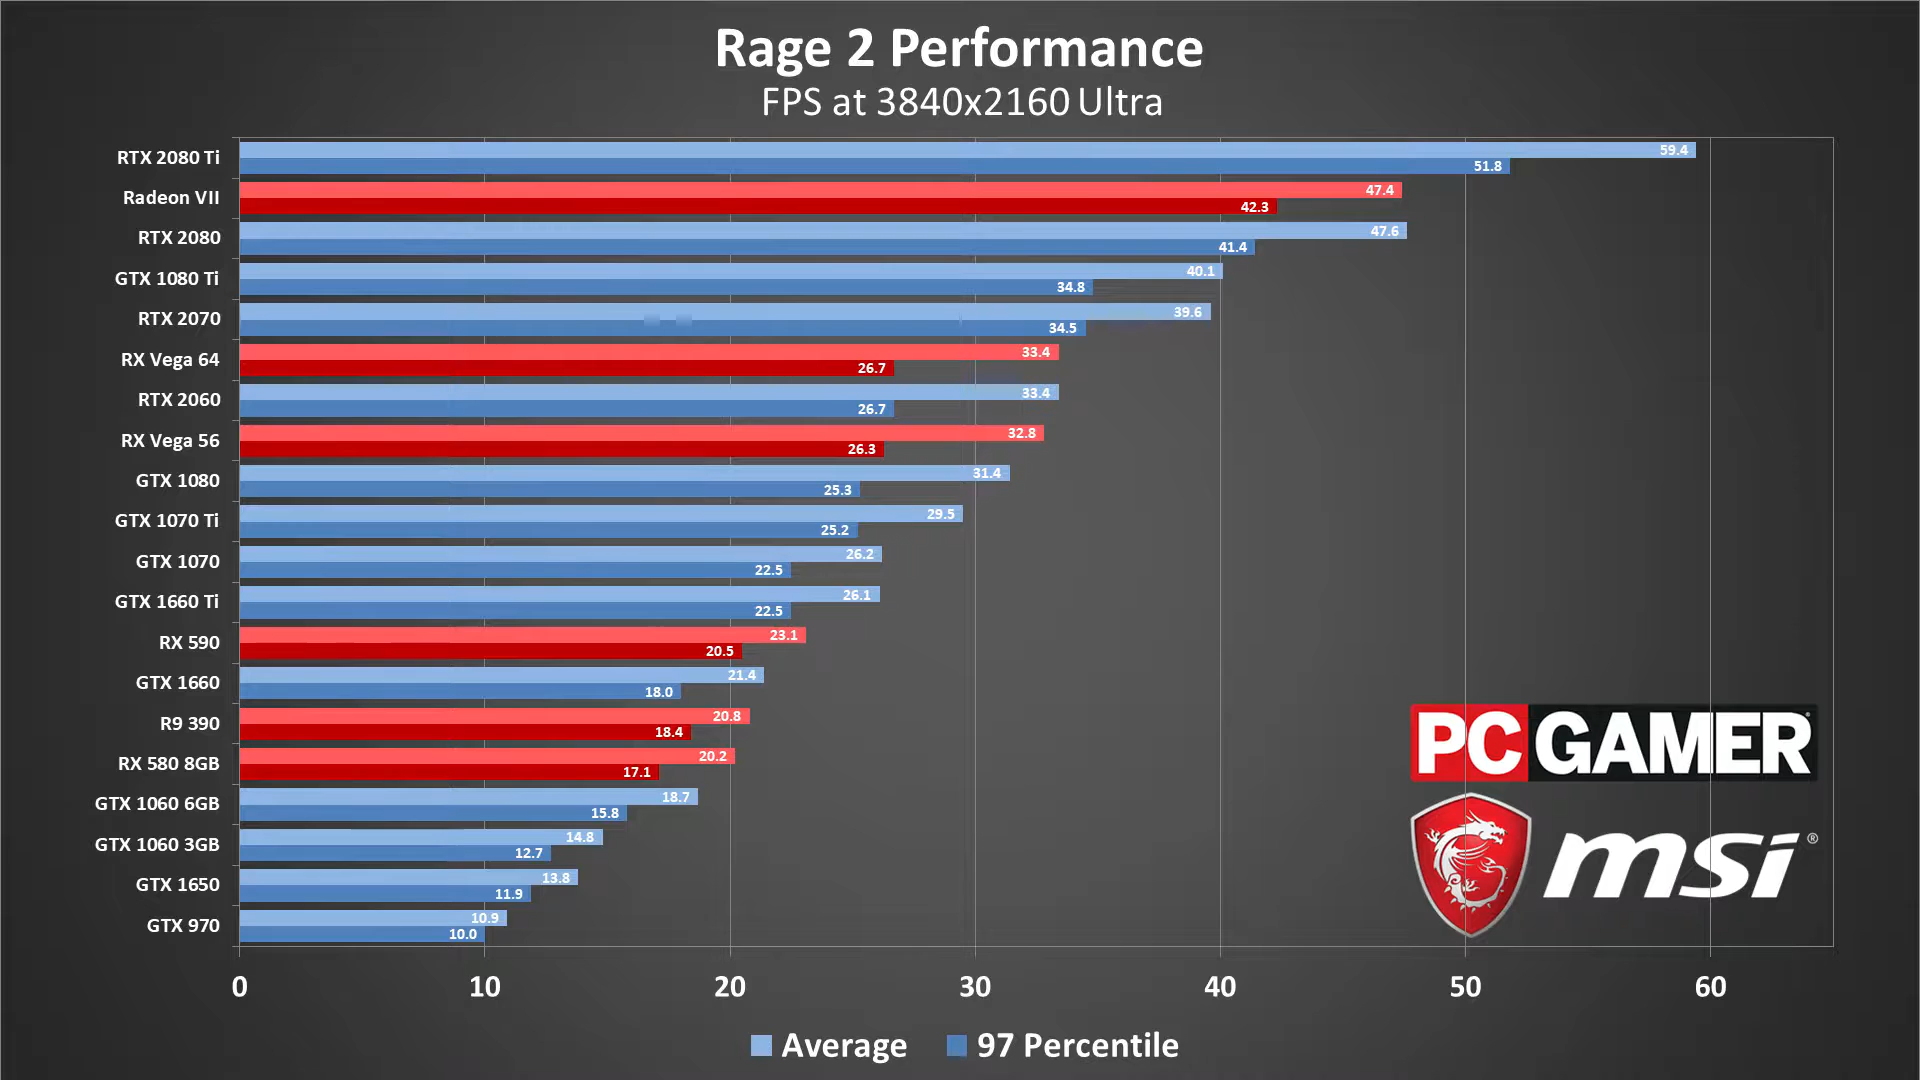 Rage 2 Performance
FPS at 3840x2160 Ultra
RTX 2080 Ti 59.4
51.8
Radeon VII 47.4
42.3
RTX 2080 47.6
41.4
GTX 1080 Ti 40.1
34.8
RTX 2070 39.6
34.5
RX Vega 64 33.4
26.7
RTX 2060 33.4
26.7
RX Vega 56 32.8
26.3
GTX 1080 31.4
25.3
GTX 1070 Ti 29.5
25.2
GTX 1070 26.2
22.5
GTX 1660 Ti 26.1
22.5
RX 590 23.1
20.5
GTX 1660 21.4
18.0
R9 390 20.8
18.4
RX 580 8GB 20.2
17.1
GTX 1060 6GB 18.7
15.8
GTX 1060 3GB 14.8
12.7
GTX 1650 13.8
11.9
GTX 970 10.9
10.0
PC GAMER
msi®
0 10 20 30 40 50 60
Average 97 Percentile